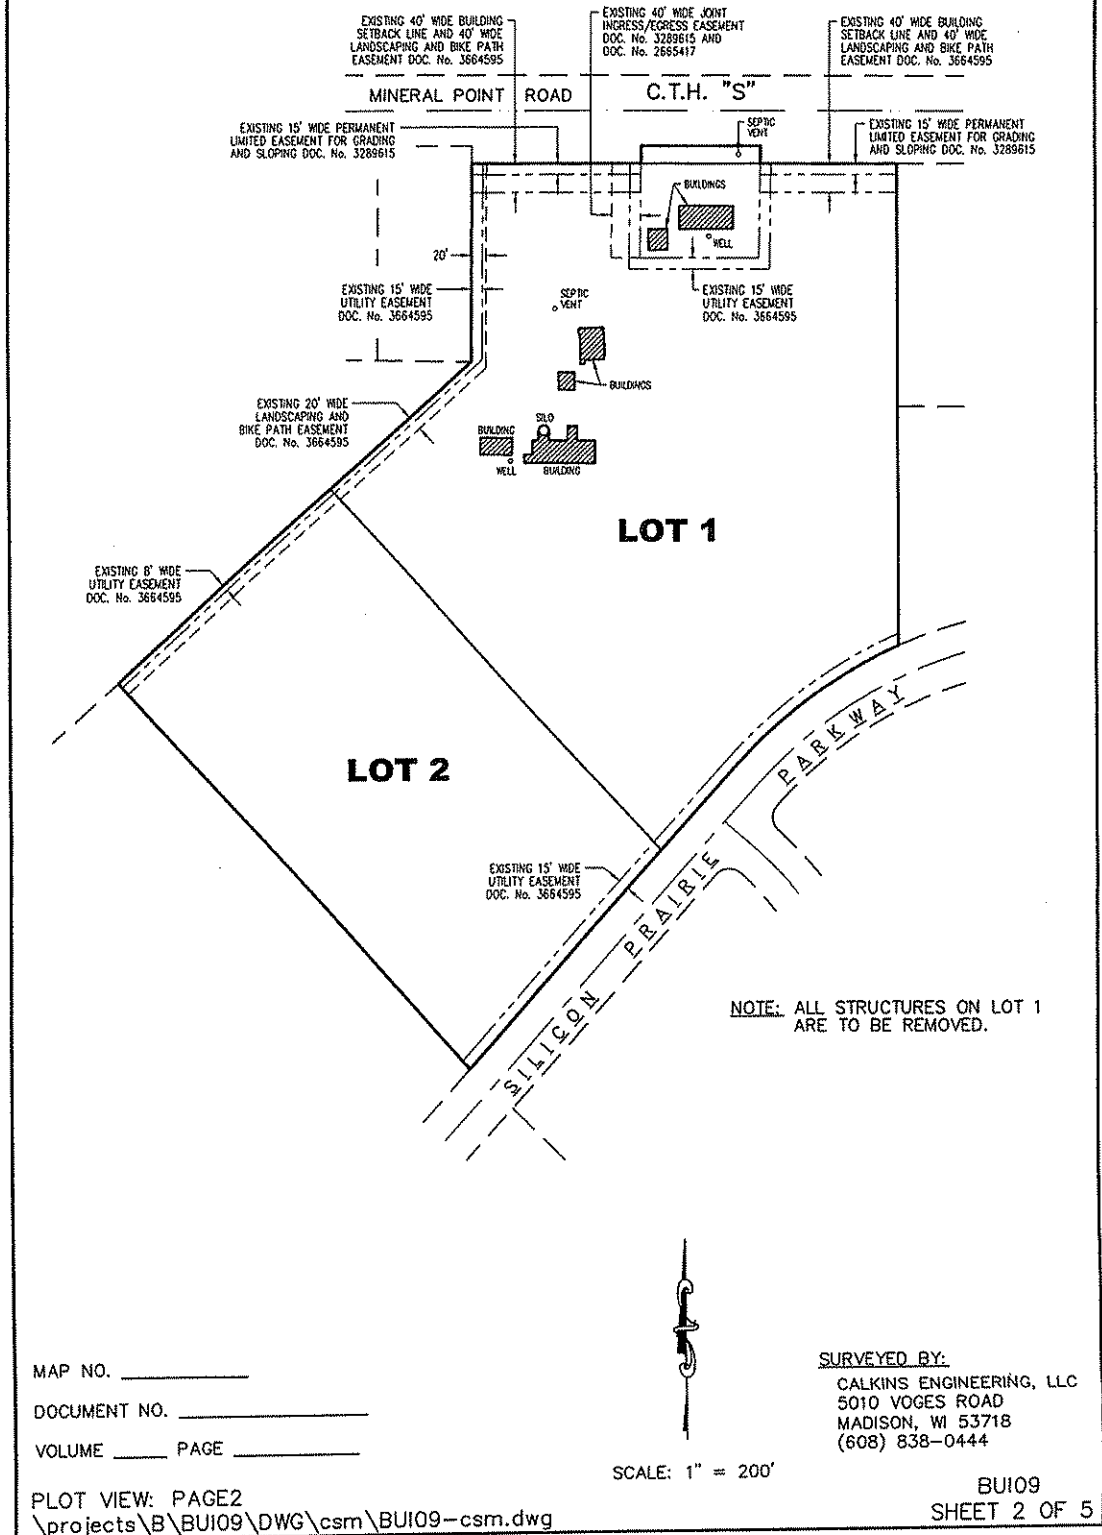 EXISTING 40' WIDE BUILDING
SETBACK LINE AND 40' WIDE
LANDSCAPING AND BIKE PATH
EASEMENT DOC. No. 3664595
EXISTING 40' WIDE JOINT
INGRESS/EGRESS EASEMENT
DOC. No. 3289615 AND
DOC. No. 2665417
EXISTING 40' WIDE BUILDING
SETBACK LINE AND 40' WIDE
LANDSCAPING AND BIKE PATH
EASEMENT DOC. No. 3664595
MINERAL POINT ROAD C.T.H. "S"
EXISTING 15' WIDE PERMANENT
LIMITED EASEMENT FOR GRADING
AND SLOPING DOC. No. 3289615
SEPTIC
VENT
EXISTING 15' WIDE PERMANENT
LIMITED EASEMENT FOR GRADING
AND SLOPING DOC. No. 3289615
BUILDINGS
WELL
20'
EXISTING 15' WIDE
UTILITY EASEMENT
DOC. No. 3664595
SEPTIC
VENT
EXISTING 15' WIDE
UTILITY EASEMENT
DOC. No. 3664595
BUILDINGS
EXISTING 20' WIDE
LANDSCAPING AND
BIKE PATH EASEMENT
DOC. No. 3664595
SILO
BUILDING
WELL
BUILDING
LOT 1
EXISTING 8' WIDE
UTILITY EASEMENT
DOC. No. 3664595
LOT 2
EXISTING 15' WIDE
UTILITY EASEMENT
DOC. No. 3664595
SILICON PRAIRIE PARKWAY
NOTE: ALL STRUCTURES ON LOT 1
ARE TO BE REMOVED.
MAP NO.
DOCUMENT NO.
VOLUME PAGE
SCALE: 1" = 200'
SURVEYED BY:
CALKINS ENGINEERING, LLC
5010 VOGES ROAD
MADISON, WI 53718
(608) 838-0444
PLOT VIEW: PAGE2
\projects\B\BUI09\DWG\csm\BUI09-csm.dwg
BUI09
SHEET 2 OF 5